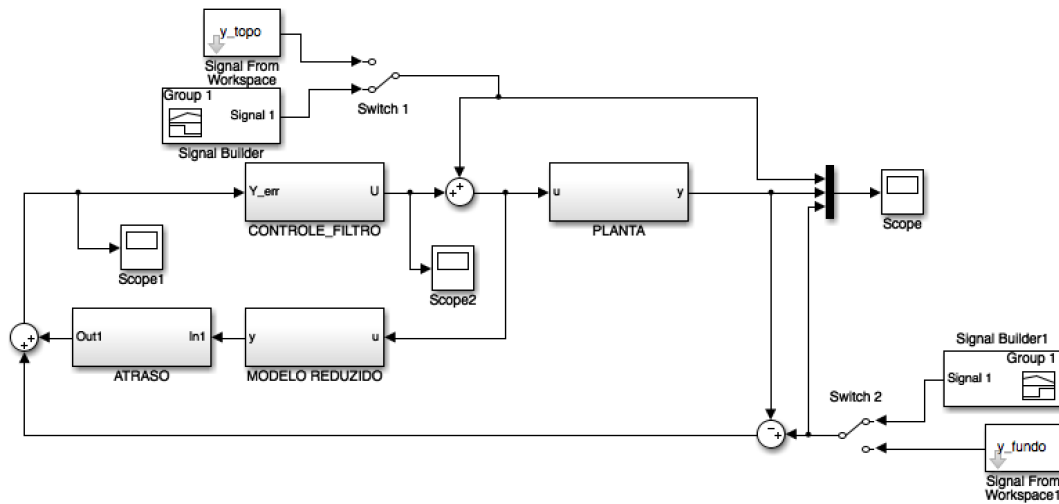 y_topo
Signal From
Workspace
Group 1
Signal 1
Signal Builder
Switch 1
Y_err
U
CONTROLE_FILTRO
+
+
u
y
PLANTA
Scope
Scope1
Scope2
+
+
Out1
In1
ATRASO
y
u
MODELO REDUZIDO
Signal Builder1
Group 1
Signal 1
Switch 2
−
+
y_fundo
Signal From
Workspace1